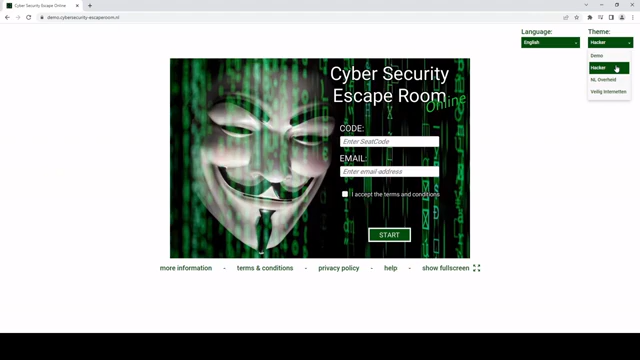 Cyber Security Escape Online
demo.cybersecurity-escaperoom.nl
Language:
English
Theme:
Hacker
Demo
Hacker
NL Overheid
Veilig Internetten
Cyber Security
Escape Room
Online
CODE:
Enter SeatCode
EMAIL:
Enter email-address
I accept the terms and conditions
START
more information - terms & conditions - privacy policy - help - show fullscreen